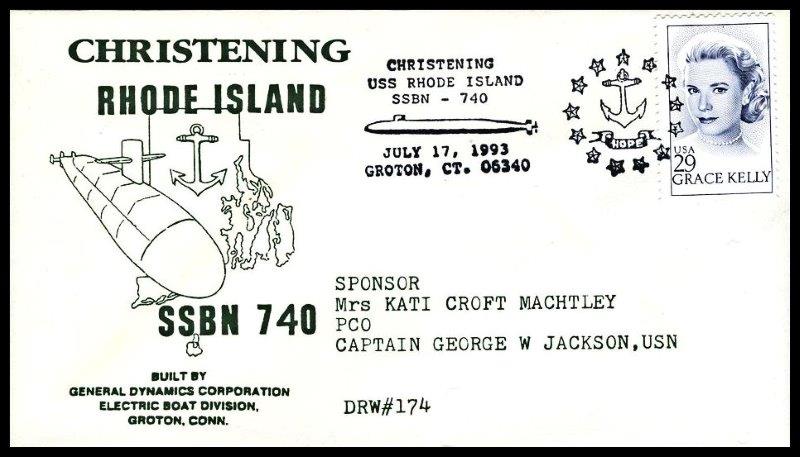 CHRISTENING
RHODE ISLAND
SSBN 740
BUILT BY
GENERAL DYNAMICS CORPORATION
ELECTRIC BOAT DIVISION,
GROTON, CONN.
CHRISTENING
USS RHODE ISLAND
SSBN - 740
JULY 17, 1993
GROTON, CT. 06340
HOPE
USA
29
GRACE KELLY
SPONSOR
Mrs KATI CROFT MACHTLEY
PCO
CAPTAIN GEORGE W JACKSON,USN
DRW#174